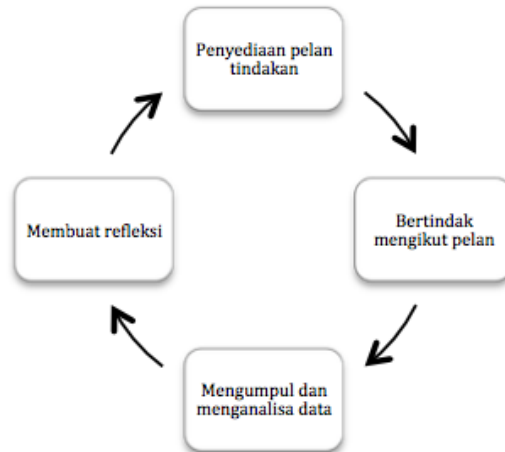 Penyediaan pelan
tindakan
Bertindak
mengikut pelan
Mengumpul dan
menganalisa data
Membuat refleksi